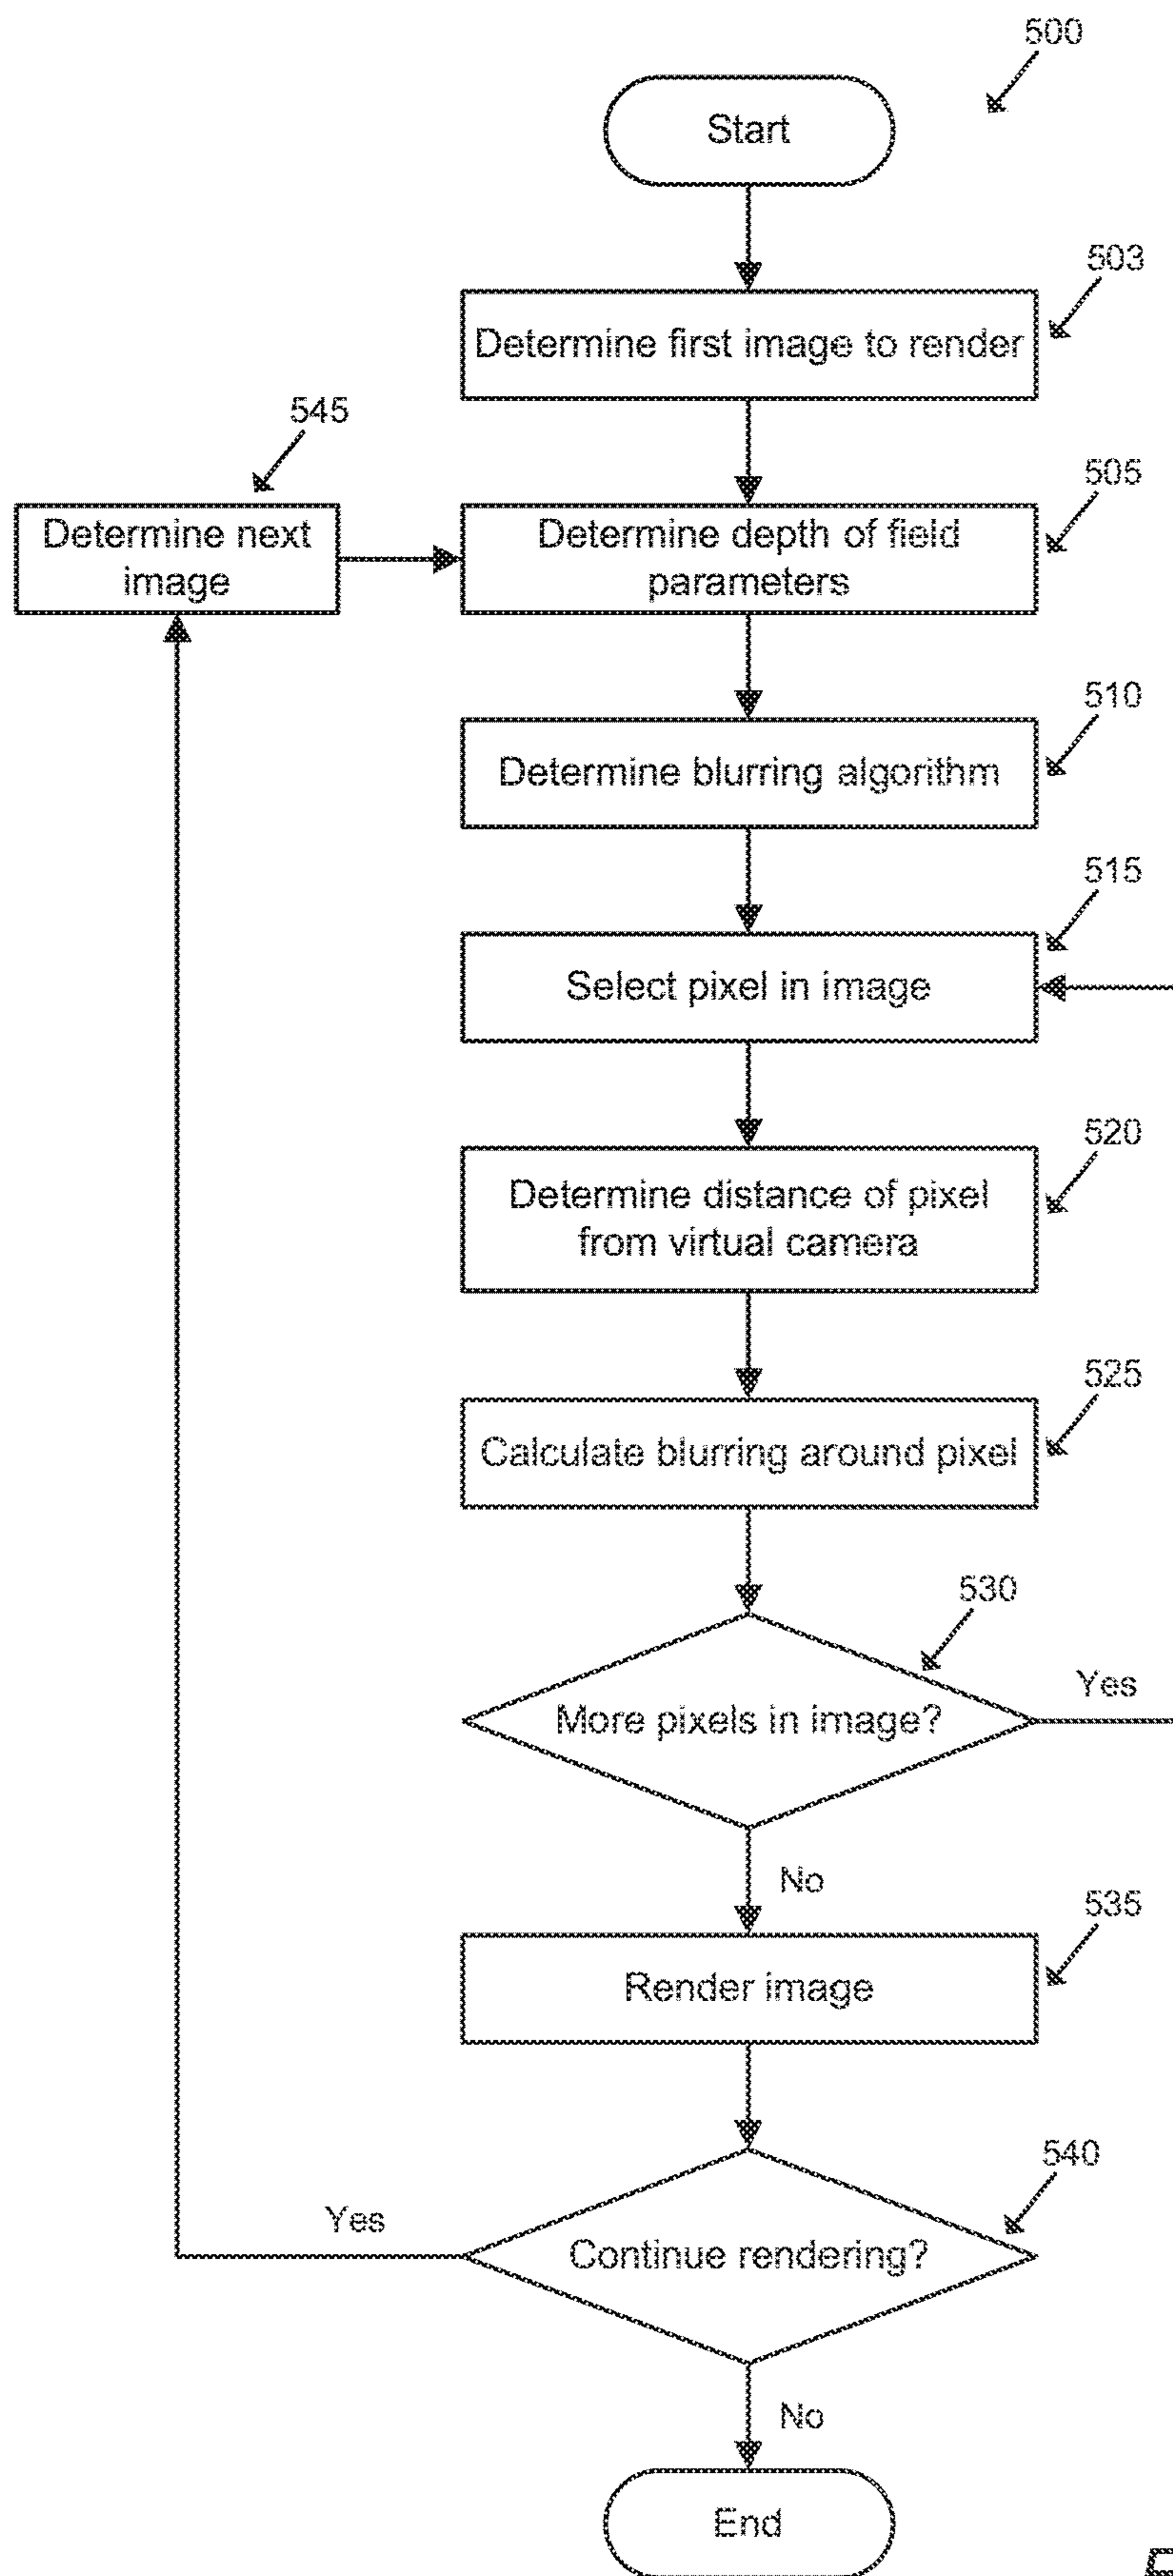 500
Start
503
Determine first image to render
545
505
Determine next
image
Determine depth of field
parameters
510
Determine blurring algorithm
515
Select pixel in image
520
Determine distance of pixel
from virtual camera
525
Calculate blurring around pixel
530
More pixels in image?
Yes
No
535
Render image
540
Yes
Continue rendering?
No
End